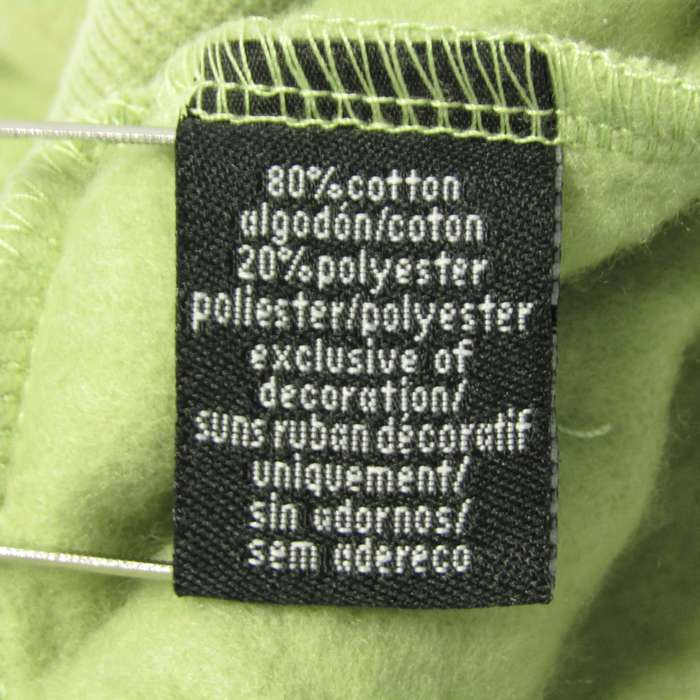 80%cotton
algodón/coton
20%polyester
poliester/polyester
exclusive of
decoration/
suns ruban decoratif
uniquement/
sin adornos/
sem adereco